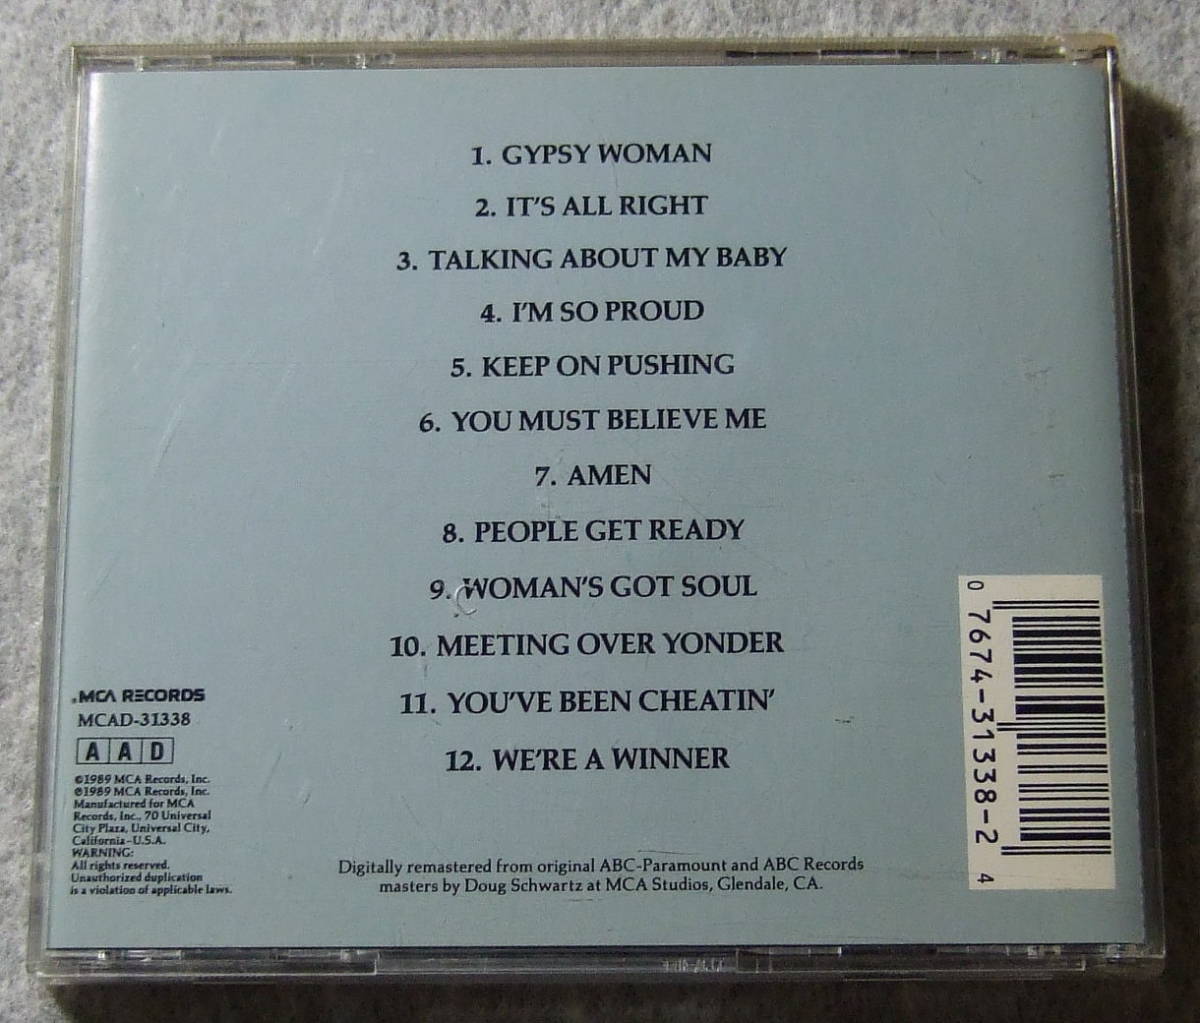 1. GYPSY WOMAN
2. IT'S ALL RIGHT
3. TALKING ABOUT MY BABY
4. I'M SO PROUD
5. KEEP ON PUSHING
6. YOU MUST BELIEVE ME
7. AMEN
8. PEOPLE GET READY
9. WOMAN'S GOT SOUL
10. MEETING OVER YONDER
11. YOU'VE BEEN CHEATIN'
12. WE'RE A WINNER
MCA RECORDS
MCAD-31338
A A D
©1989 MCA Records, Inc.
℗1989 MCA Records, Inc.
Manufactured for MCA
Records, Inc., 70 Universal
City Plaza, Universal City,
California-U.S.A.
WARNING:
All rights reserved.
Unauthorized duplication
is a violation of applicable laws.
Digitally remastered from original ABC-Paramount and ABC Records
masters by Doug Schwartz at MCA Studios, Glendale, CA.
0 7674-31338-2 4